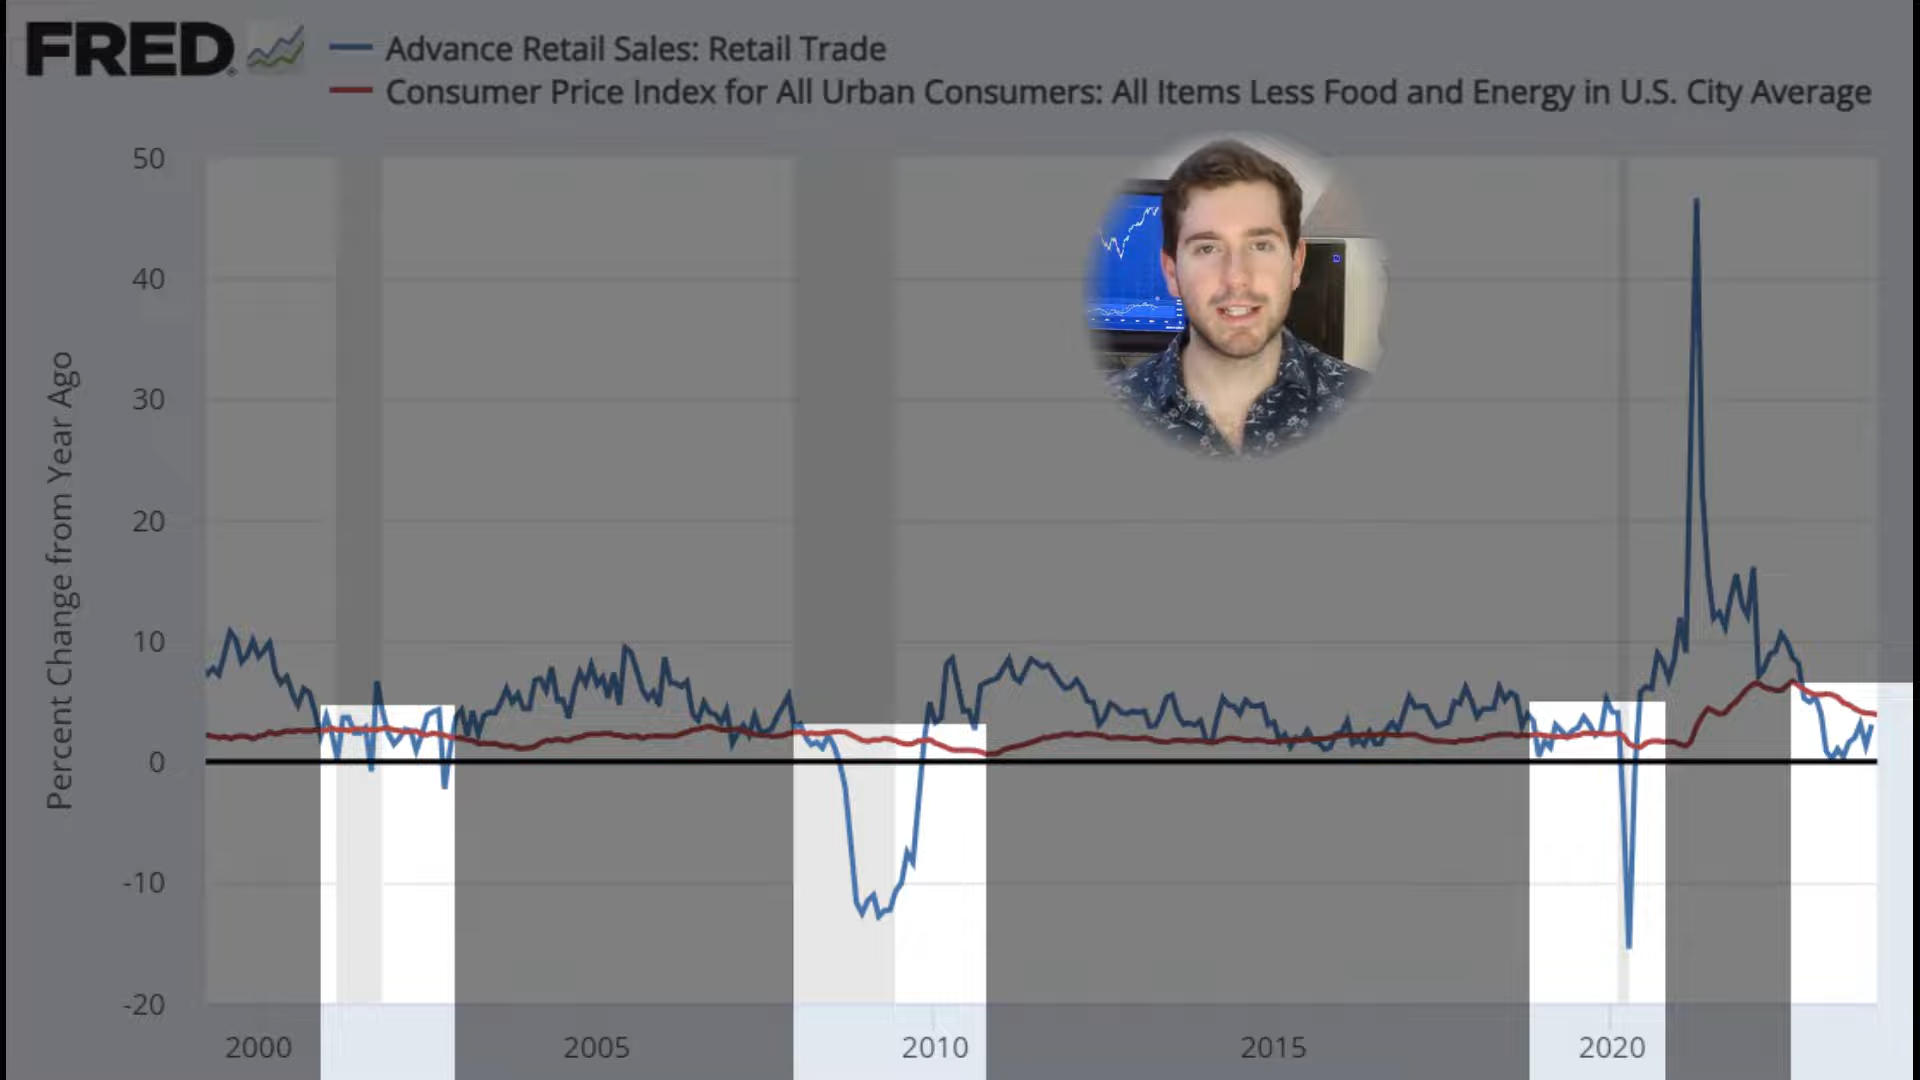 FRED
Advance Retail Sales: Retail Trade
Consumer Price Index for All Urban Consumers: All Items Less Food and Energy in U.S. City Average
Percent Change from Year Ago
50
40
30
20
10
0
-10
-20
2000 2005 2010 2015 2020